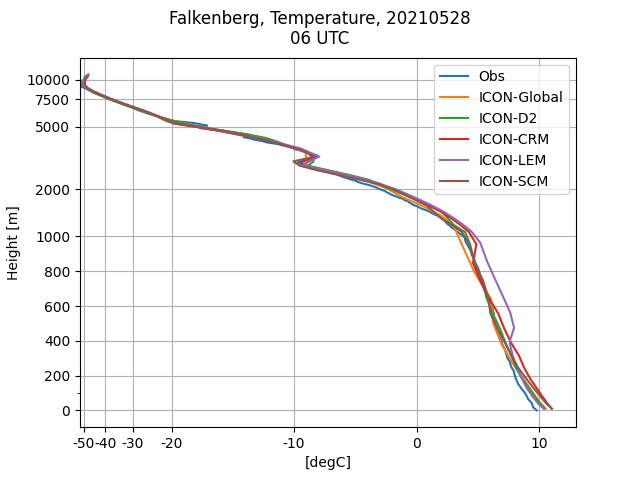 Falkenberg, Temperature, 20210528
06 UTC
Height [m]
10000
7500
5000
2000
1000
800
600
400
200
0
-50 -40 -30 -20 -10 0 10
[degC]
Obs
ICON-Global
ICON-D2
ICON-CRM
ICON-LEM
ICON-SCM